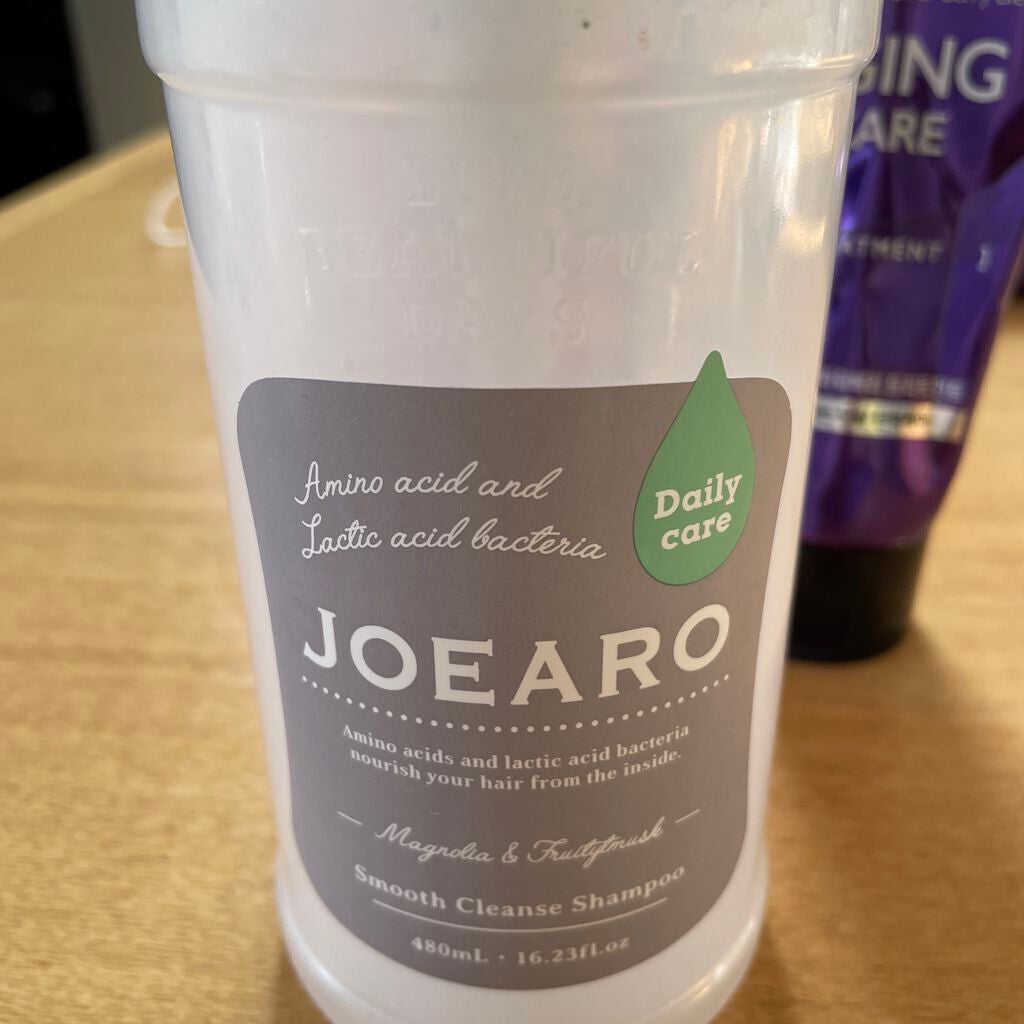 LIVE
BEAUTIFUL
DAYS
Amino acid and
Lactic acid bacteria
Daily
care
JOEARO
Amino acids and lactic acid bacteria
nourish your hair from the inside.
Magnolia & Fruitytmusk
Smooth Cleanse Shampoo
480mL · 16.23fl.oz
GING
ARE
ATMENT